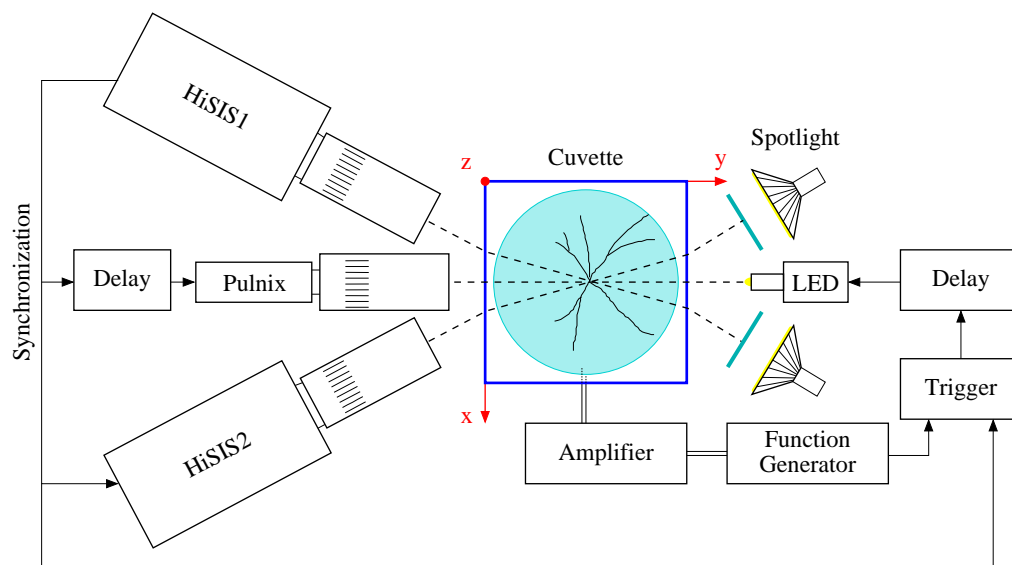 HiSIS1
Spotlight
z
Cuvette
y
Synchronization
Delay
Pulnix
LED
Delay
Trigger
x
HiSIS2
Amplifier
Function
Generator